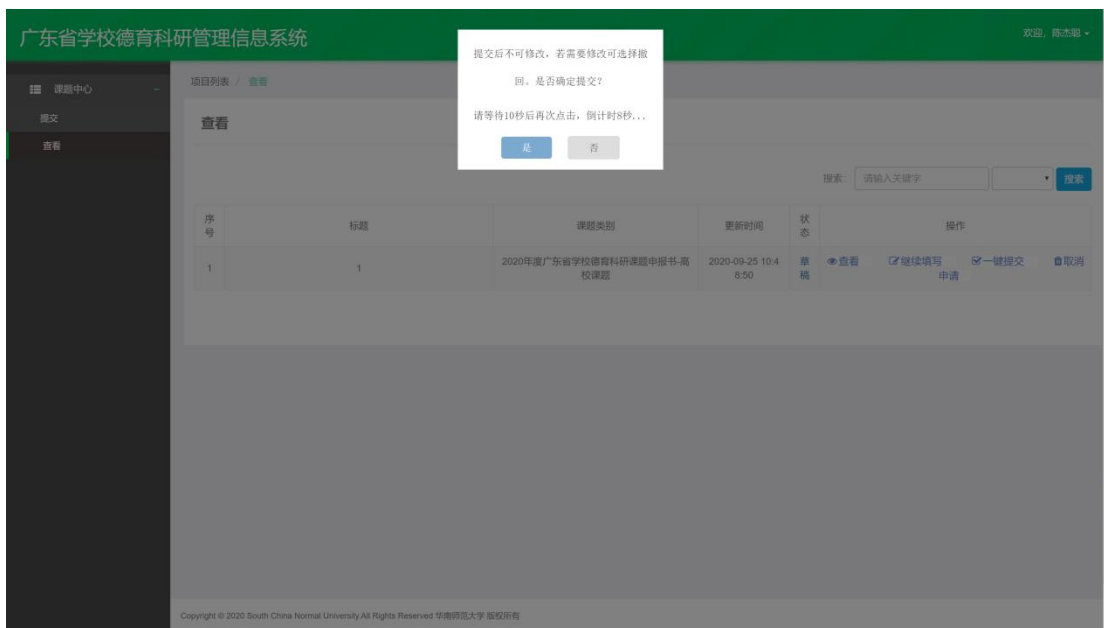 广东省学校德育科研管理信息系统
欢迎, 陈杰聪
提交后不可修改，若需要修改可选择撤
回。是否确定提交？
请等待10秒后再次点击，倒计时8秒...
是 否
课题中心
提交
查看
项目列表 / 查看
查看
搜索: 请输入关键字 搜索
序号 标题 课题类别 更新时间 状态 操作
1 1 2020年度广东省学校德育科研课题申报书-高 2020-09-25 10:4 草 查看 继续填写 一键提交 取消
校课题 8:50 稿 申请
Copyright © 2020 South China Normal University.All Rights Reserved 华南师范大学 版权所有